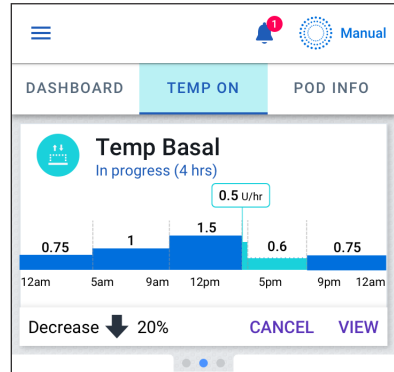 1
Manual
DASHBOARD TEMP ON POD INFO
Temp Basal
In progress (4 hrs)
0.5 U/hr
0.75 1 1.5 0.6 0.75
12am 5am 9am 12pm 5pm 9pm 12am
Decrease 20% CANCEL VIEW